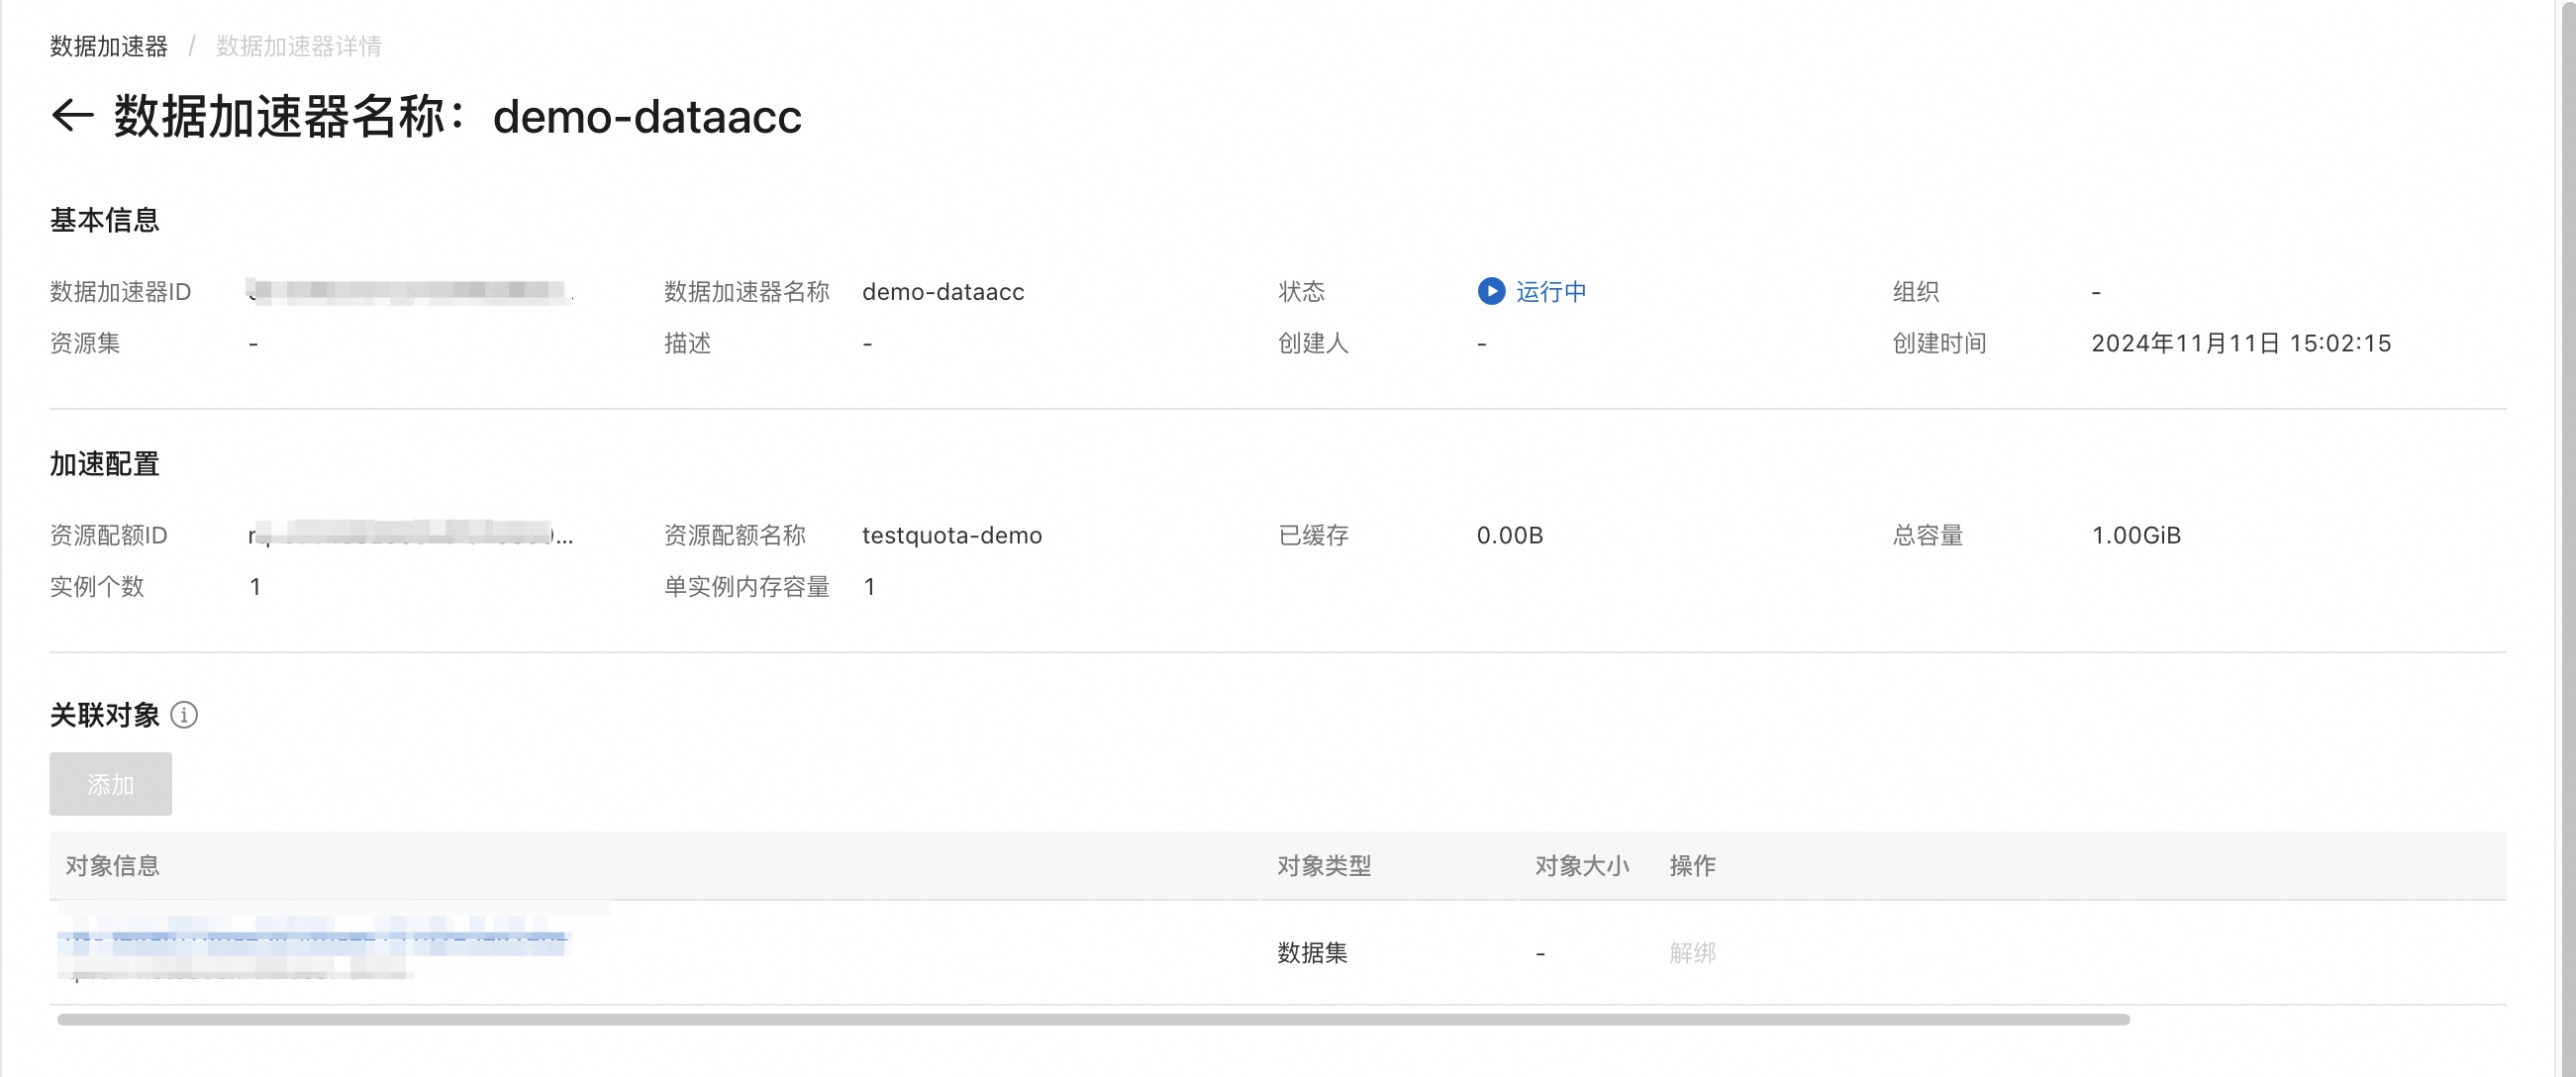 数据加速器 / 数据加速器详情
← 数据加速器名称：demo-dataacc
基本信息
数据加速器ID 数据加速器名称 demo-dataacc 状态 运行中 组织 -
资源集 - 描述 - 创建人 - 创建时间 2024年11月11日 15:02:15
加速配置
资源配额ID 资源配额名称 testquota-demo 已缓存 0.00B 总容量 1.00GiB
实例个数 1 单实例内存容量 1
关联对象
添加
对象信息 对象类型 对象大小 操作
数据集 - 解绑